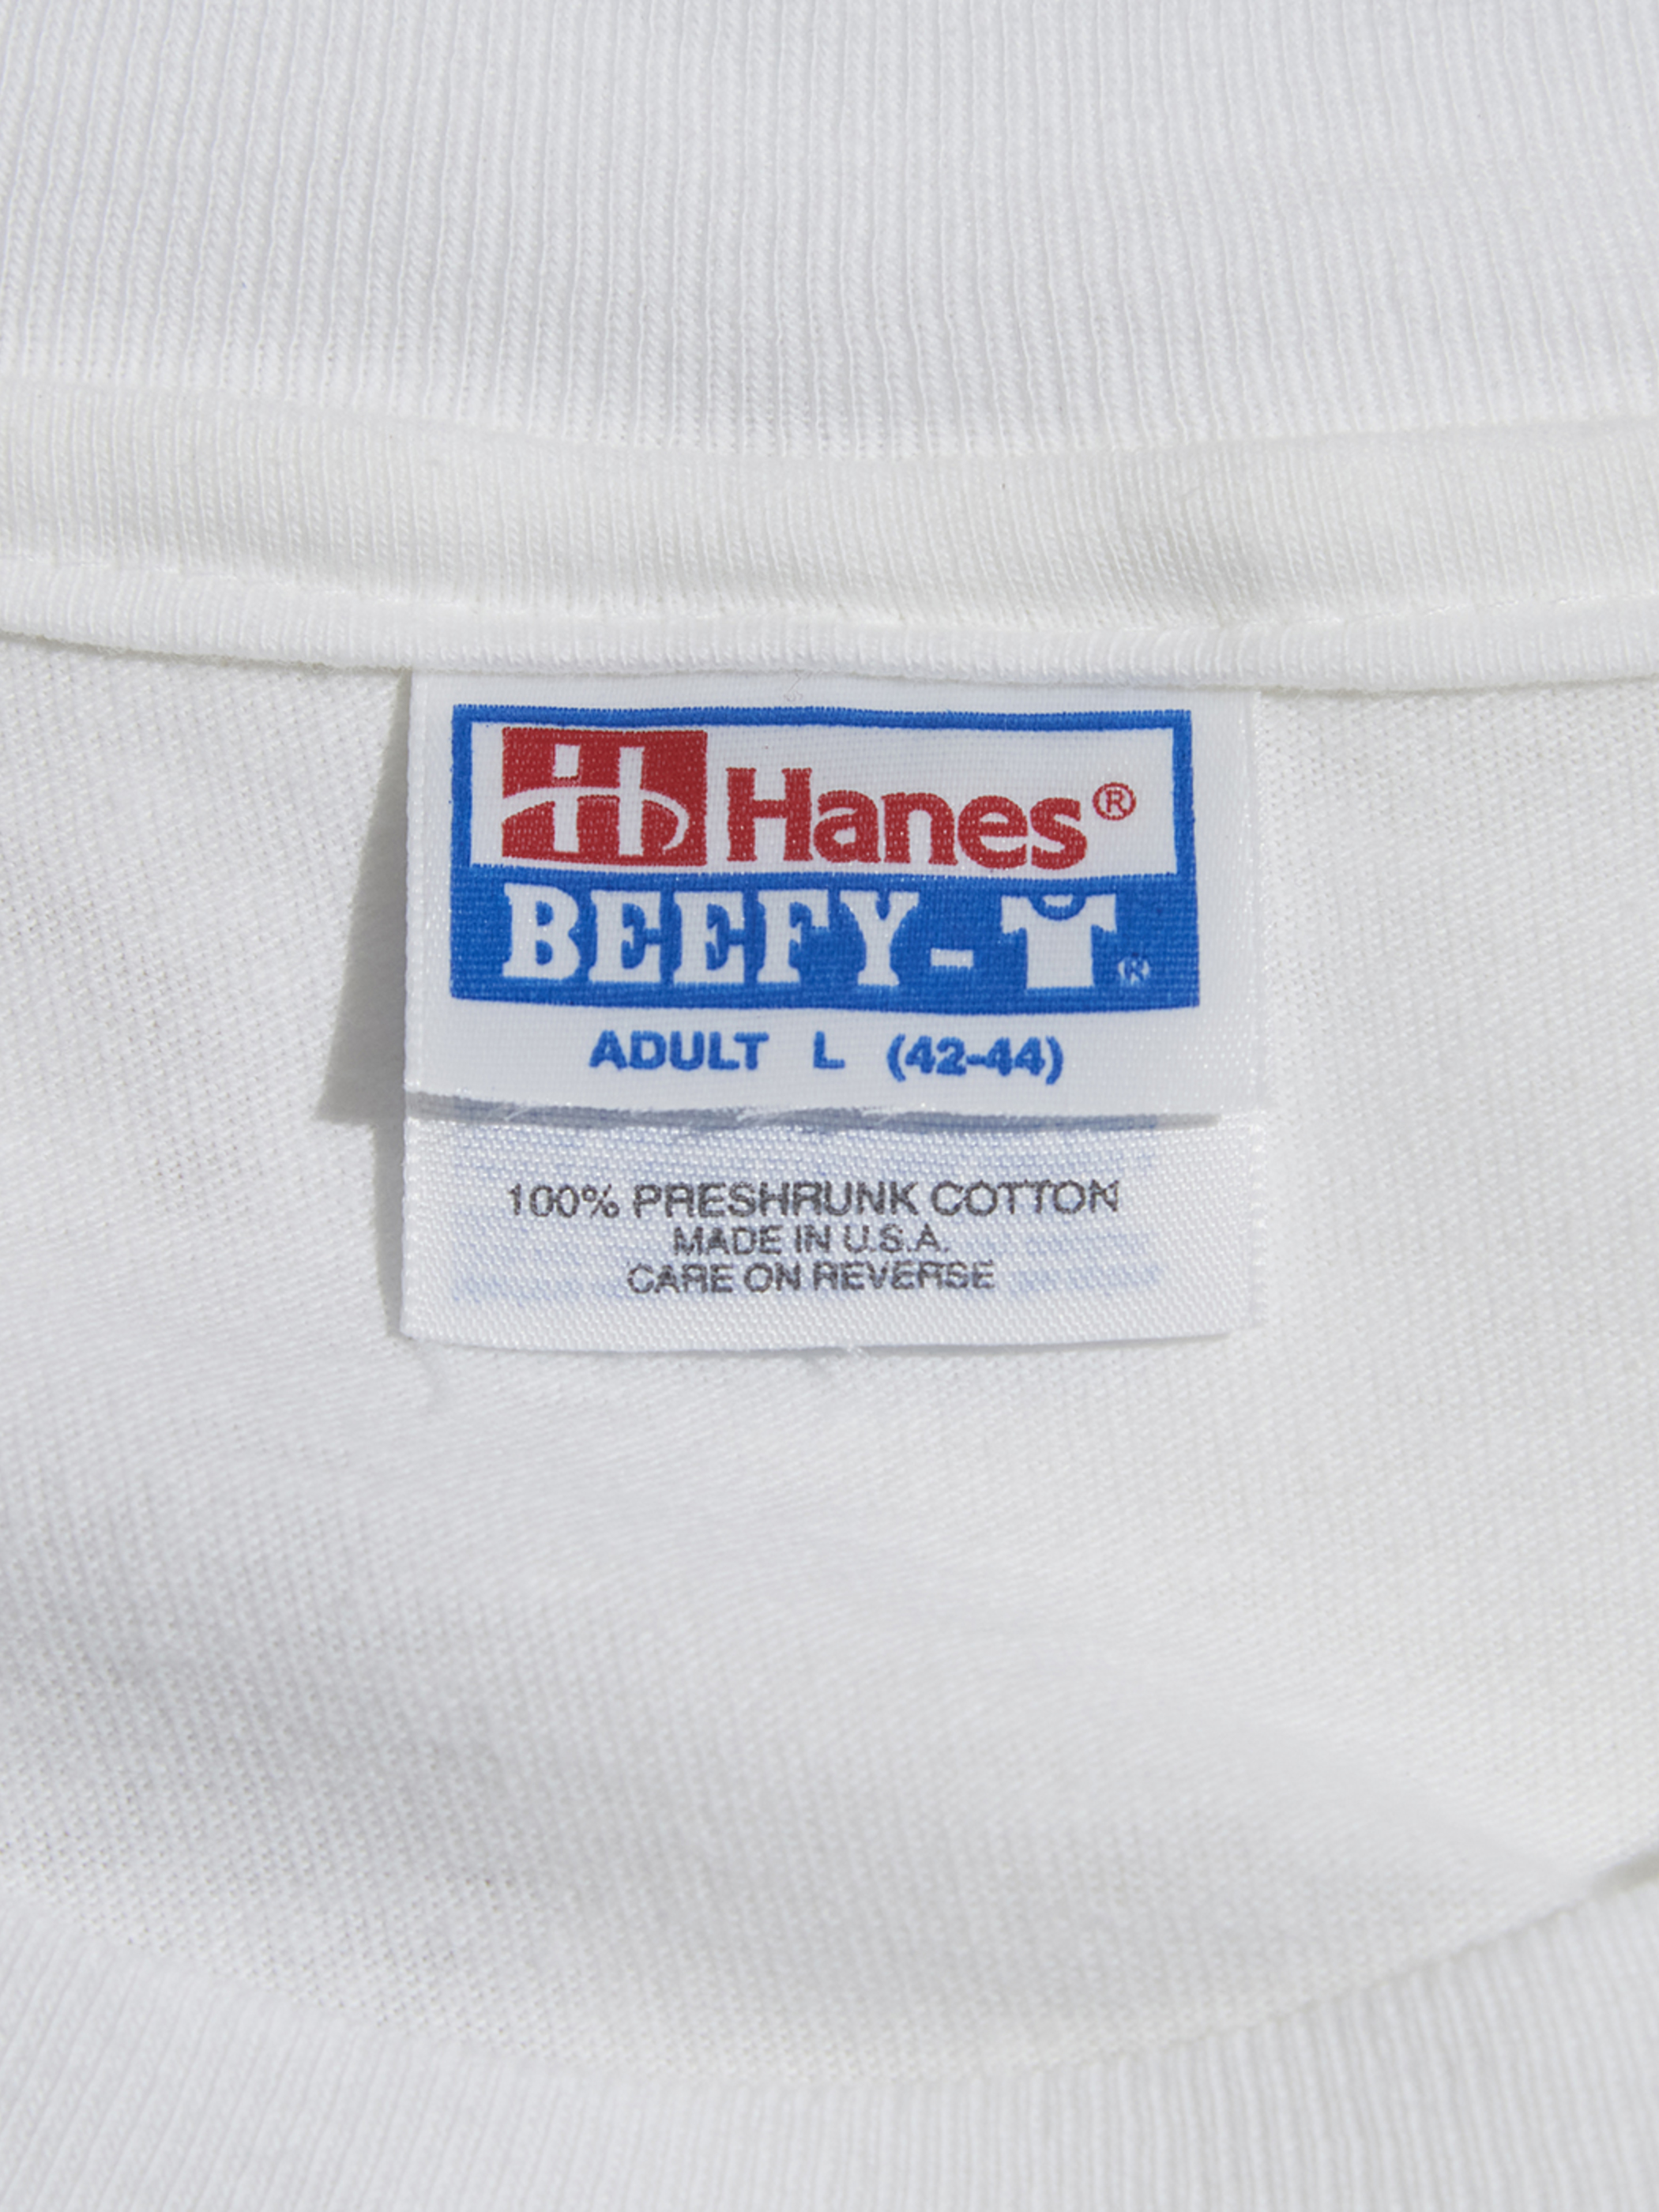 Hanes®
BEEFY-T®
ADULT L (42-44)
100% PRESHRUNK COTTON
MADE IN U.S.A.
CARE ON REVERSE